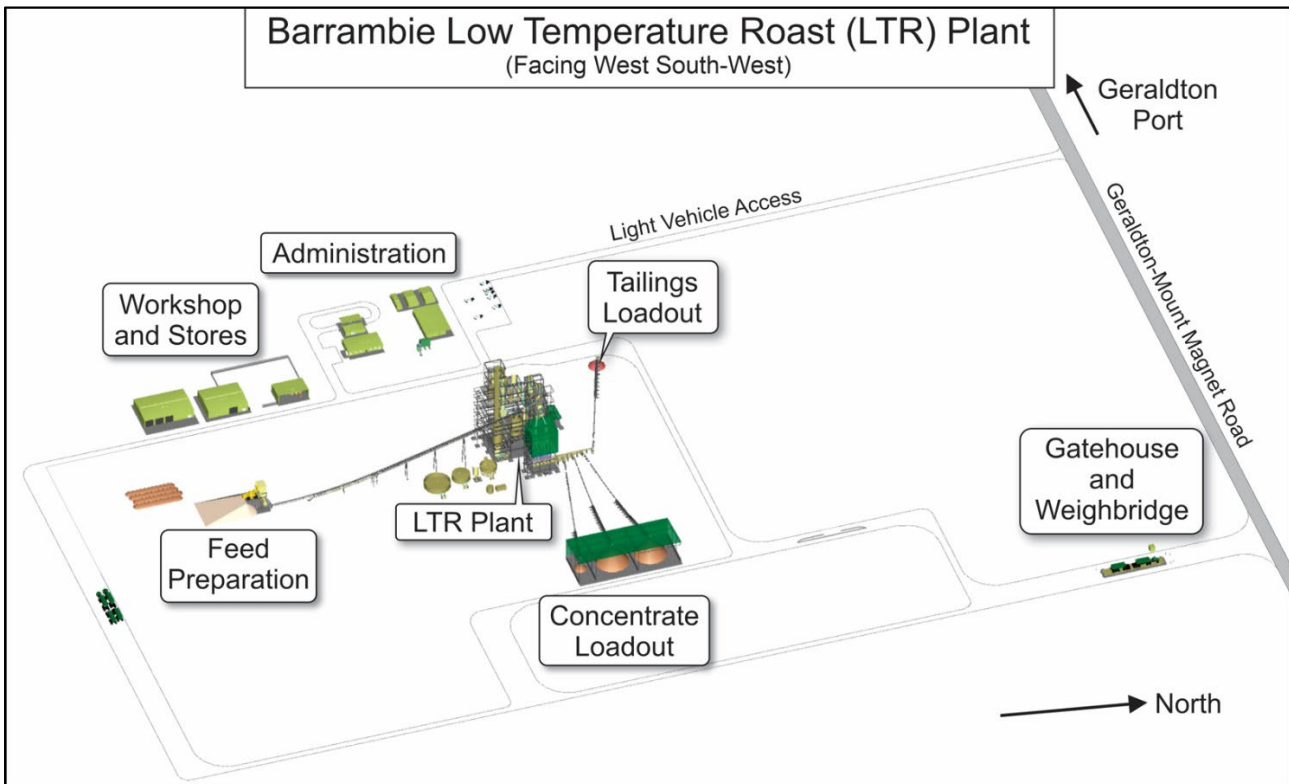 Barrambie Low Temperature Roast (LTR) Plant
(Facing West South-West)
Geraldton
Port
Light Vehicle Access
Geraldton-Mount Magnet Road
Administration
Tailings
Loadout
Workshop
and Stores
Gatehouse
and
Weighbridge
LTR Plant
Feed
Preparation
Concentrate
Loadout
North